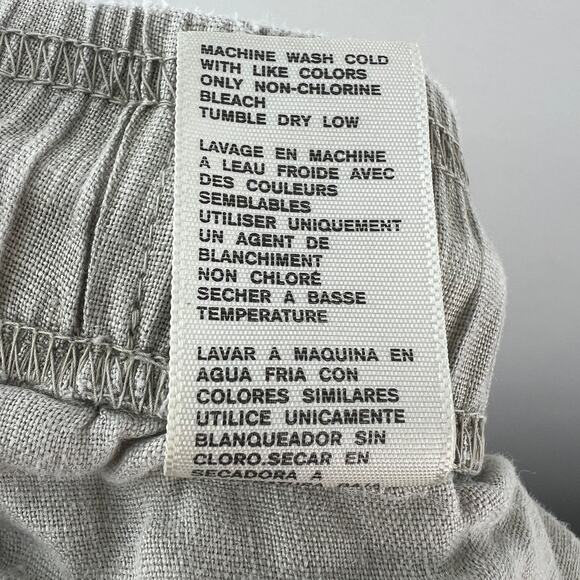 MACHINE WASH COLD
WITH LIKE COLORS
ONLY NON-CHLORINE
BLEACH
TUMBLE DRY LOW
LAVAGE EN MACHINE
À LEAU FROIDE AVEC
DES COULEURS
SEMBLABLES
UTILISER UNIQUEMENT
UN AGENT DE
BLANCHIMENT
NON CHLORÉ
SECHER A BASSE
TEMPERATURE
LAVAR A MAQUINA EN
AGUA FRIA CON
COLORES SIMILARES
UTILICE UNICAMENTE
BLANQUEADOR SIN
CLORO.SECAR EN
SECADORA A